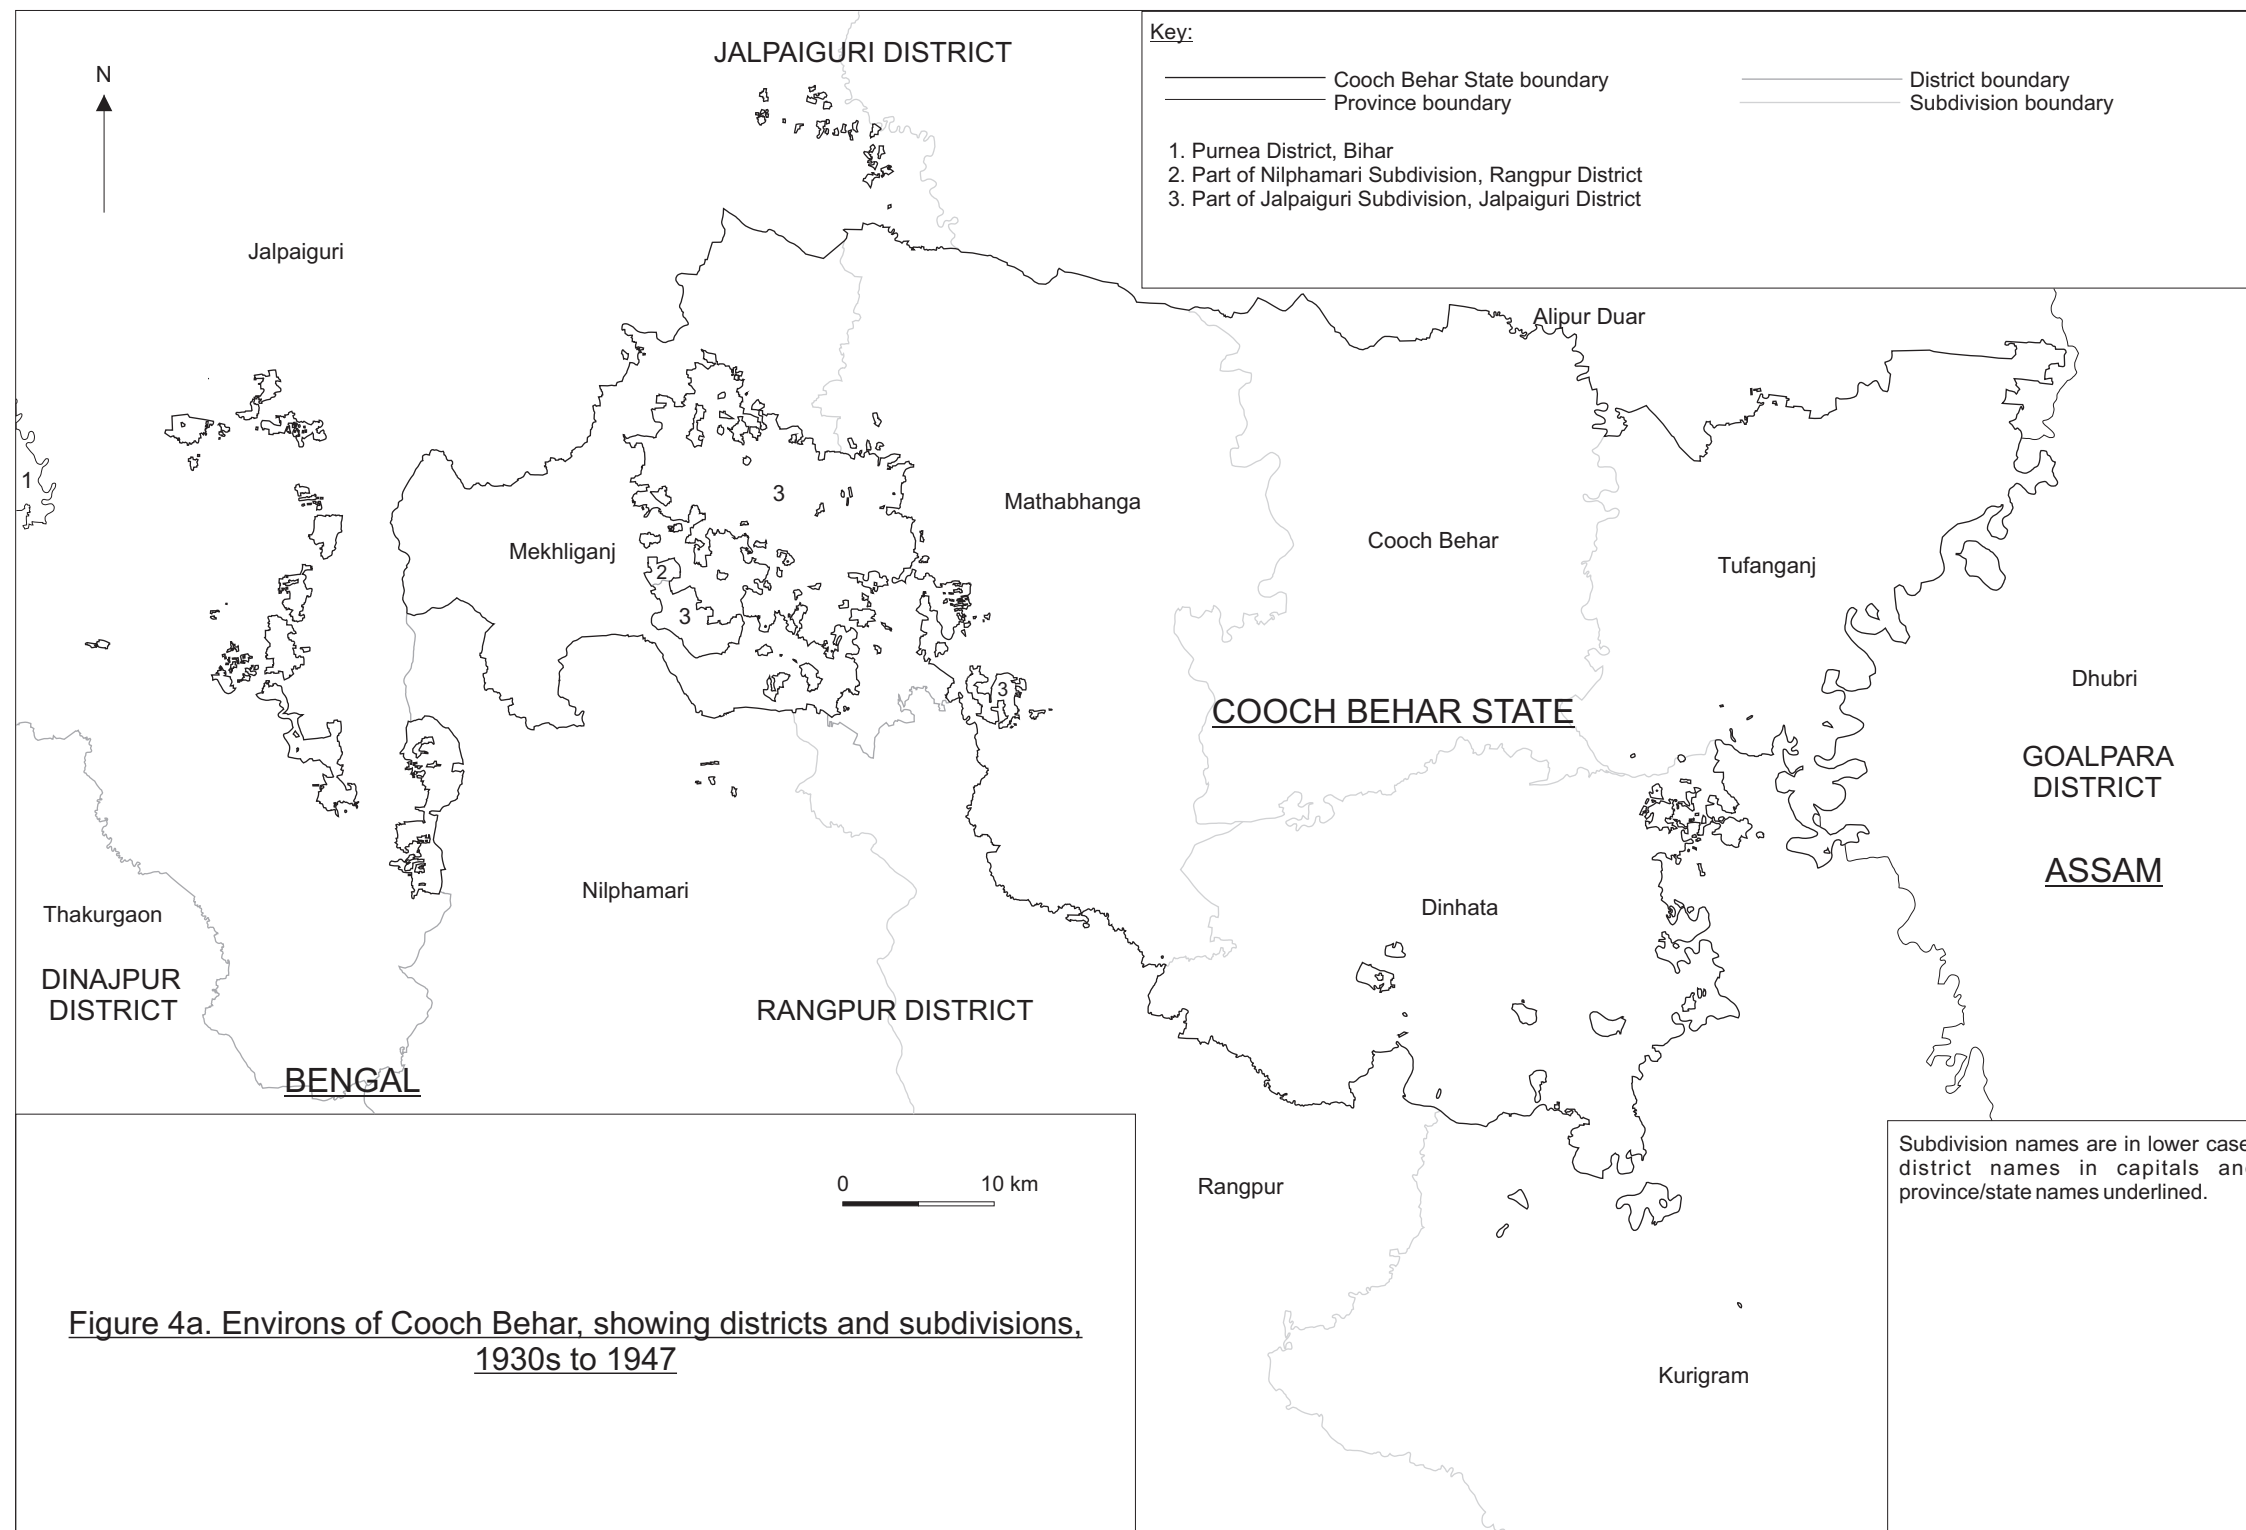 JALPAIGURI DISTRICT
Key:
N
Cooch Behar State boundary
District boundary
Province boundary
Subdivision boundary
1. Purnea District, Bihar
2. Part of Nilphamari Subdivision, Rangpur District
3. Part of Jalpaiguri Subdivision, Jalpaiguri District
Jalpaiguri
Alipur Duar
1
3
Mathabhanga
Mekhliganj
Cooch Behar
Tufanganj
2
3
3
Dhubri
COOCH BEHAR STATE
GOALPARA
DISTRICT
ASSAM
Nilphamari
Thakurgaon
Dinhata
DINAJPUR
DISTRICT
RANGPUR DISTRICT
BENGAL
Subdivision names are in lower case
district names in capitals an
province/state names underlined.
0 10 km
Rangpur
Figure 4a. Environs of Cooch Behar, showing districts and subdivisions,
1930s to 1947
Kurigram